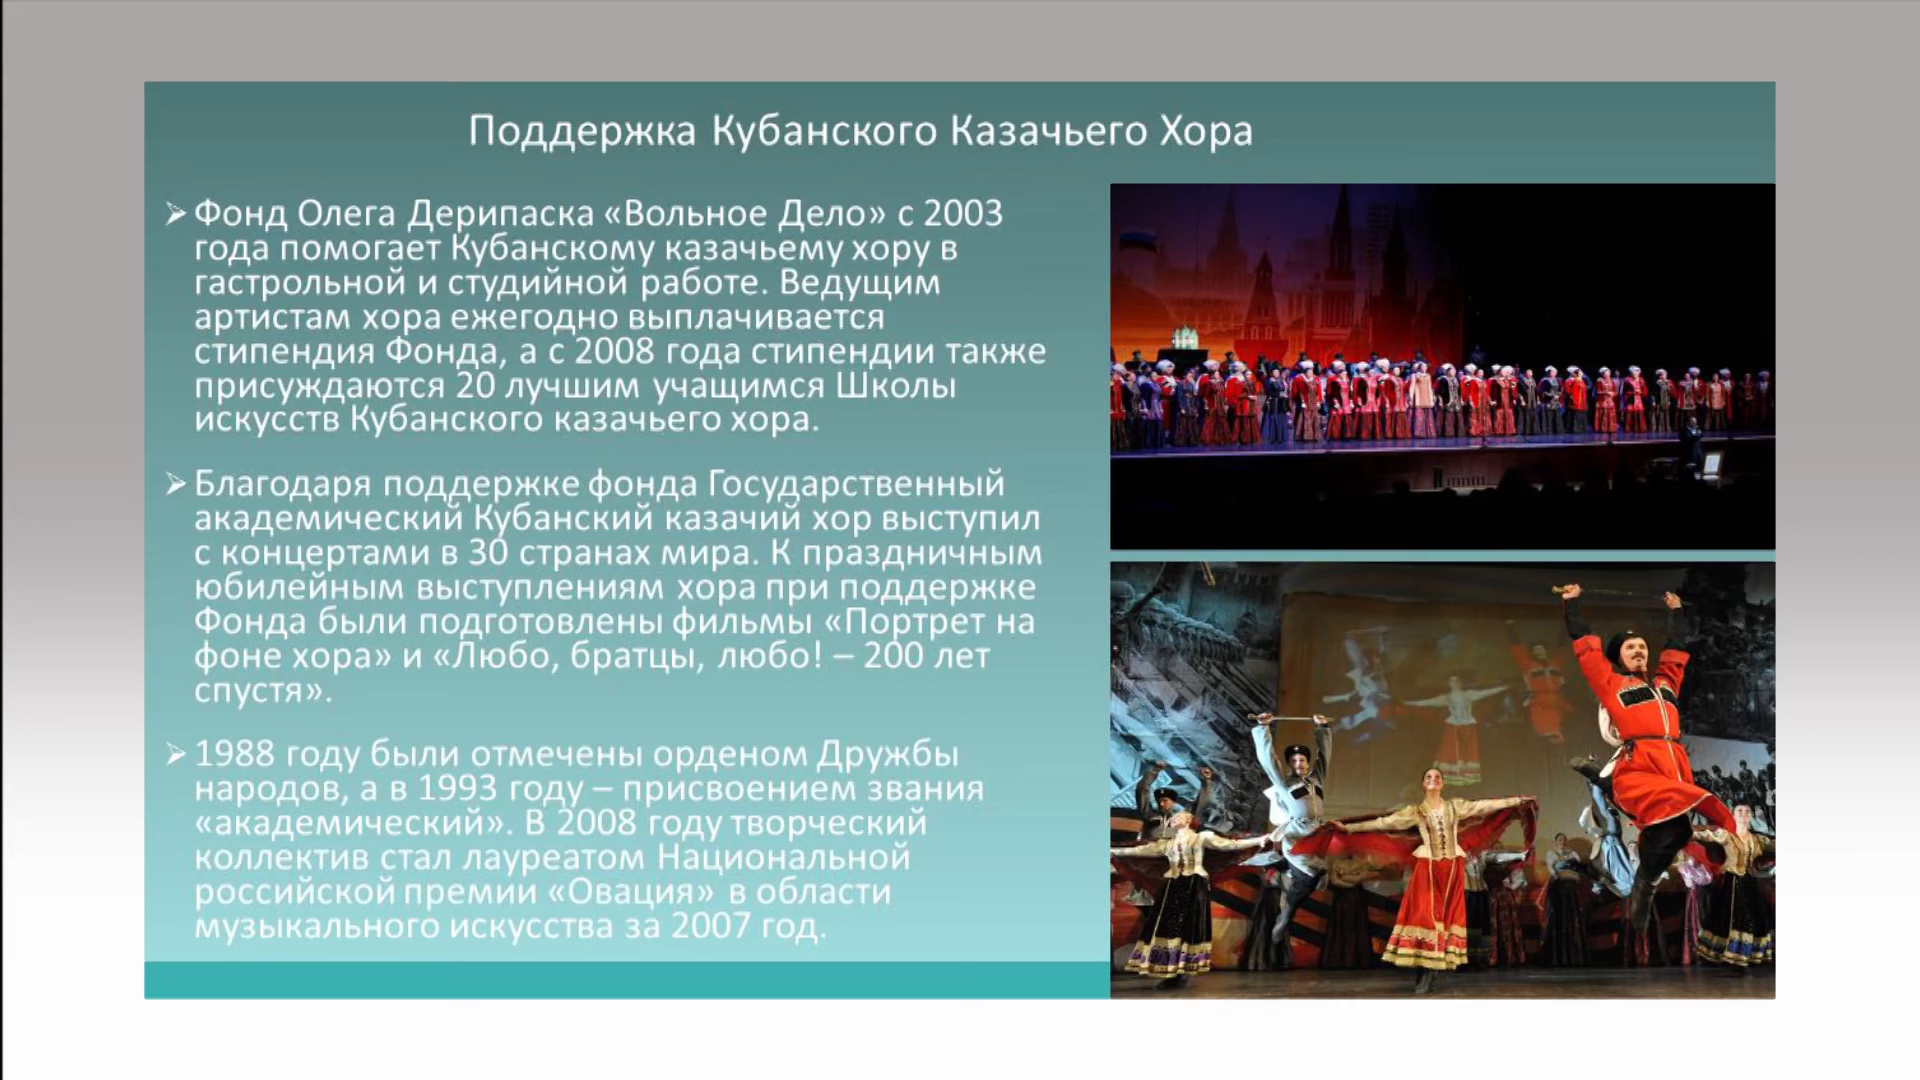 Поддержка Кубанского Казачьего Хора
Фонд Олега Дерипаска «Вольное Дело» с 2003
года помогает Кубанскому казачьему хору в
гастрольной и студийной работе. Ведущим
артистам хора ежегодно выплачивается
стипендия Фонда, а с 2008 года стипендии также
присуждаются 20 лучшим учащимся Школы
искусств Кубанского казачьего хора.
Благодаря поддержке фонда Государственный
академический Кубанский казачий хор выступил
с концертами в 30 странах мира. К праздничным
юбилейным выступлениям хора при поддержке
Фонда были подготовлены фильмы «Портрет на
фоне хора» и «Любо, братцы, любо! – 200 лет
спустя».
1988 году были отмечены орденом Дружбы
народов, а в 1993 году – присвоением звания
«академический». В 2008 году творческий
коллектив стал лауреатом Национальной
российской премии «Овация» в области
музыкального искусства за 2007 год.